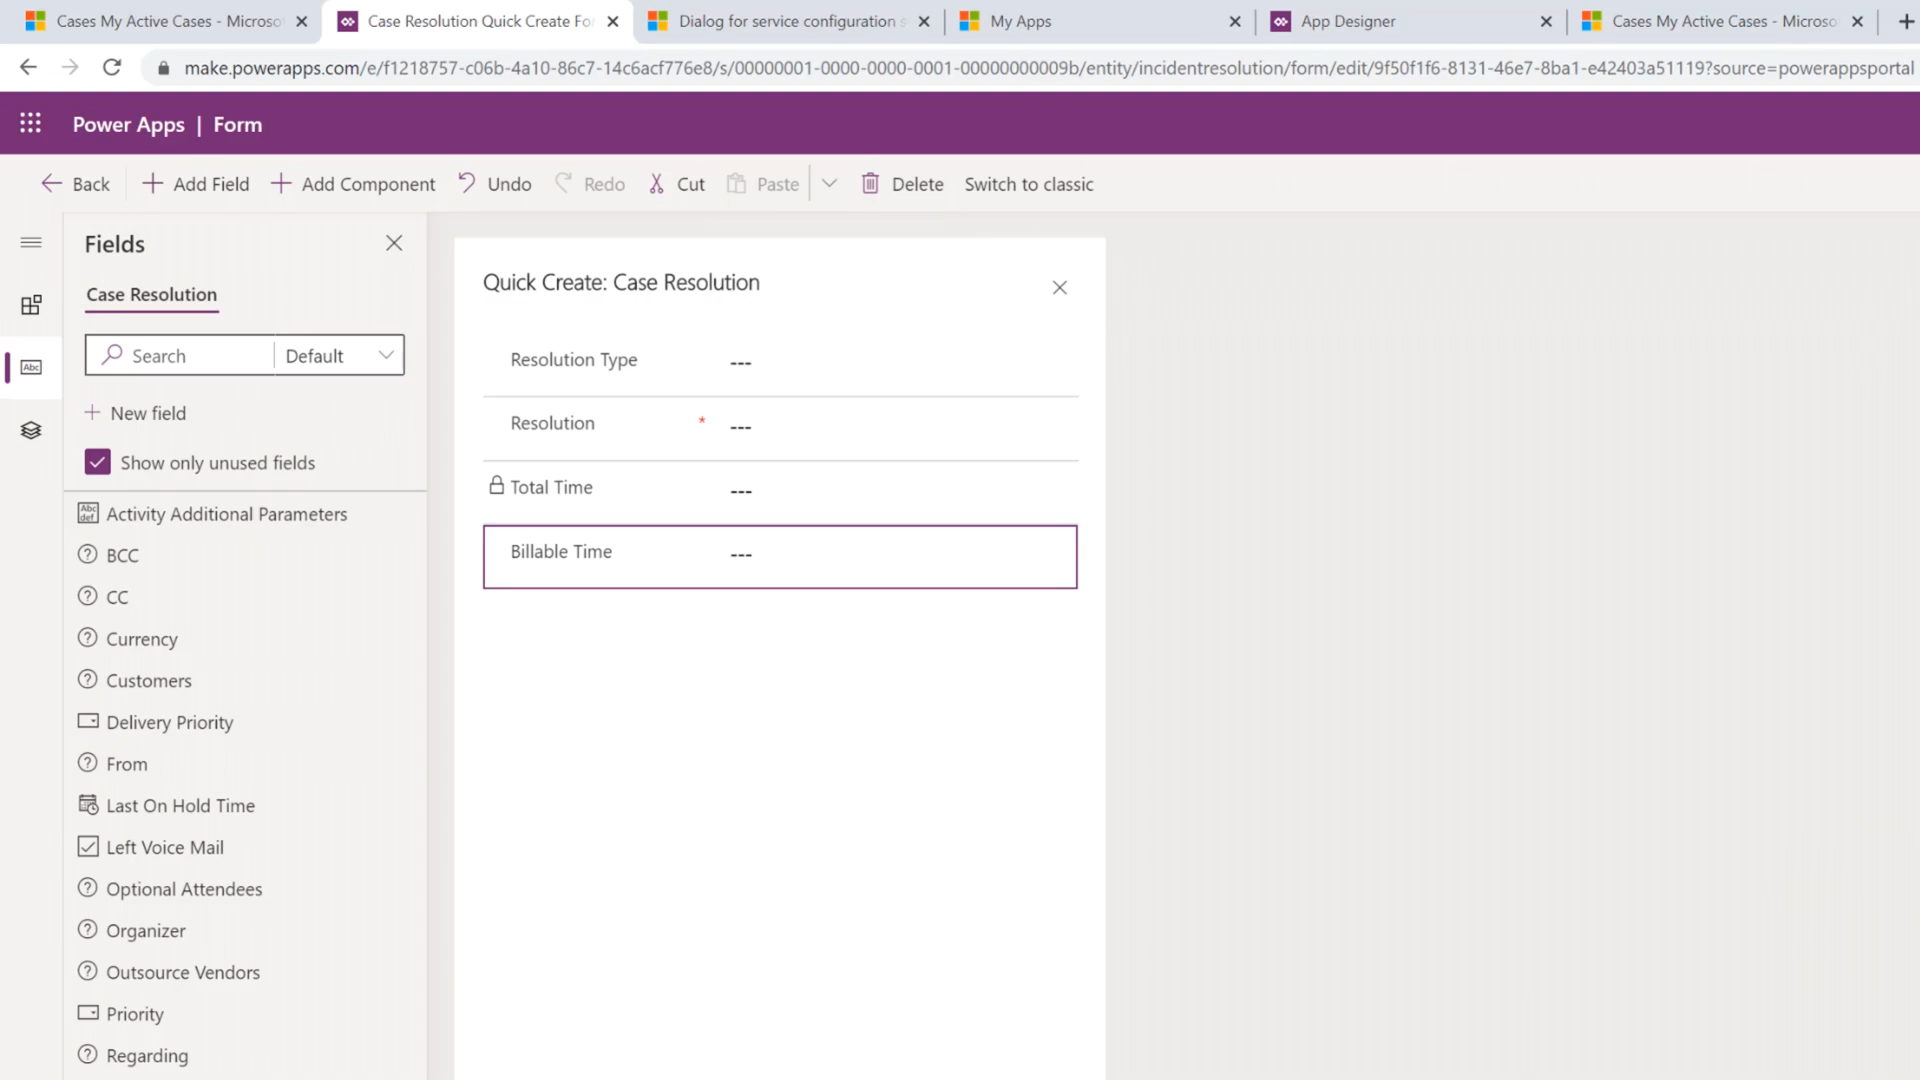 Cases My Active Cases - Microso
Case Resolution Quick Create Fo
Dialog for service configuration s
My Apps
App Designer
Cases My Active Cases - Microso
make.powerapps.com/e/f1218757-c06b-4a10-86c7-14c6acf776e8/s/00000001-0000-0000-0001-00000000009b/entity/incidentresolution/form/edit/9f50f1f6-8131-46e7-8ba1-e42403a51119?source=powerappsportal
Power Apps | Form
Back
Add Field
Add Component
Undo
Redo
Cut
Paste
Delete
Switch to classic
Fields
Case Resolution
Search
Default
New field
Show only unused fields
Abc def Activity Additional Parameters
BCC
CC
Currency
Customers
Delivery Priority
From
Last On Hold Time
Left Voice Mail
Optional Attendees
Organizer
Outsource Vendors
Priority
Regarding
Abc
Quick Create: Case Resolution
Resolution Type ---
Resolution * ---
Total Time ---
Billable Time ---